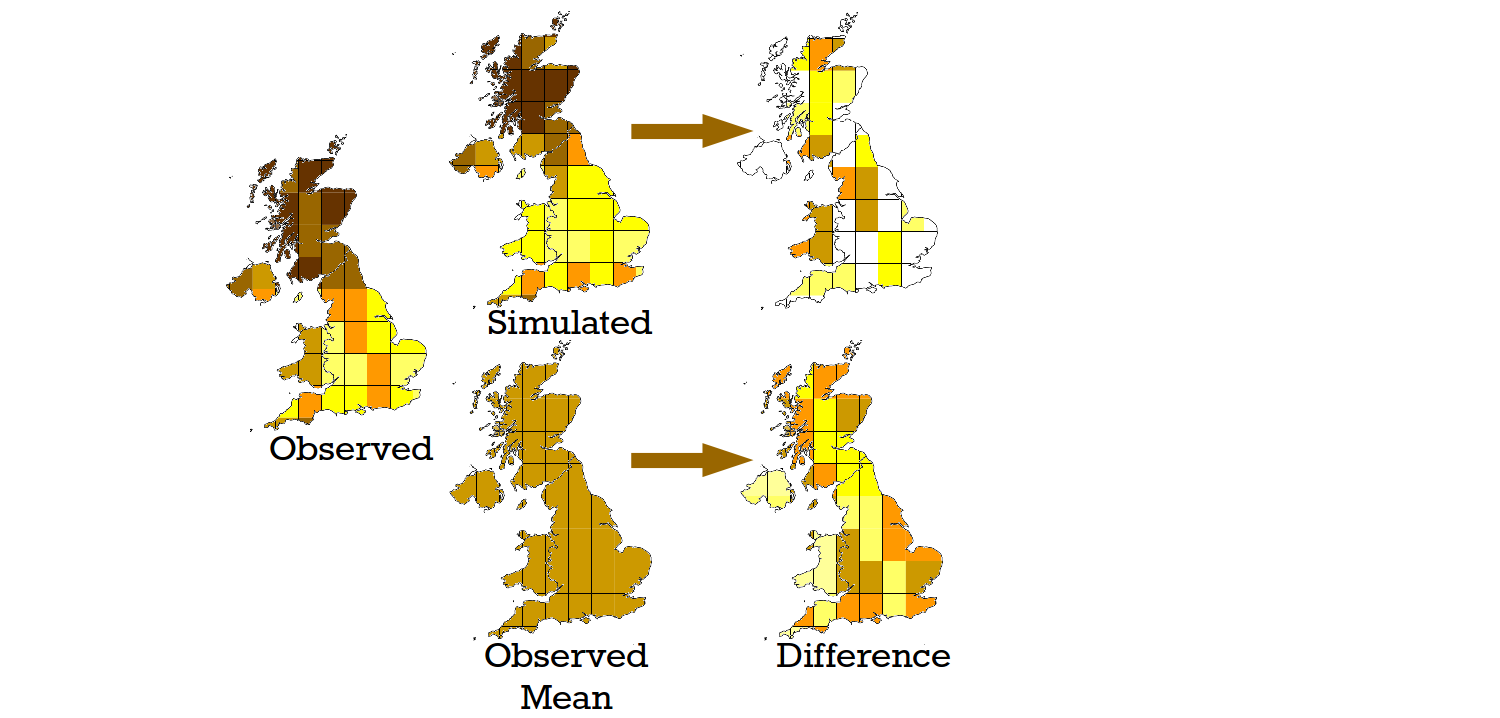 Simulated
Observed
Observed
Mean
Difference